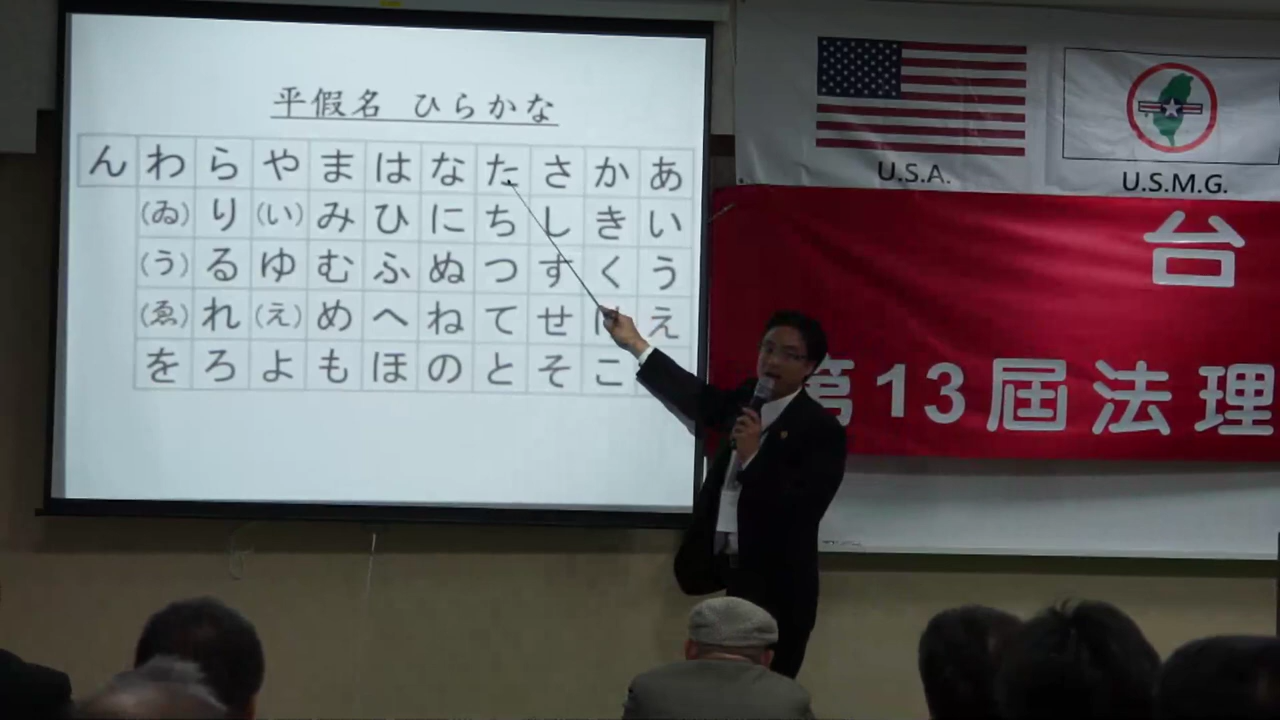 平假名 ひらかな
ん わ ら や ま は な た さ か あ
(ゐ) り (い) み ひ に ち し き い
(う) る ゆ む ふ ぬ つ す く う
(ゑ) れ (え) め へ ね て せ え
を ろ よ も ほ の と そ こ
U.S.A.
U.S.M.G.
台
第13屆法理